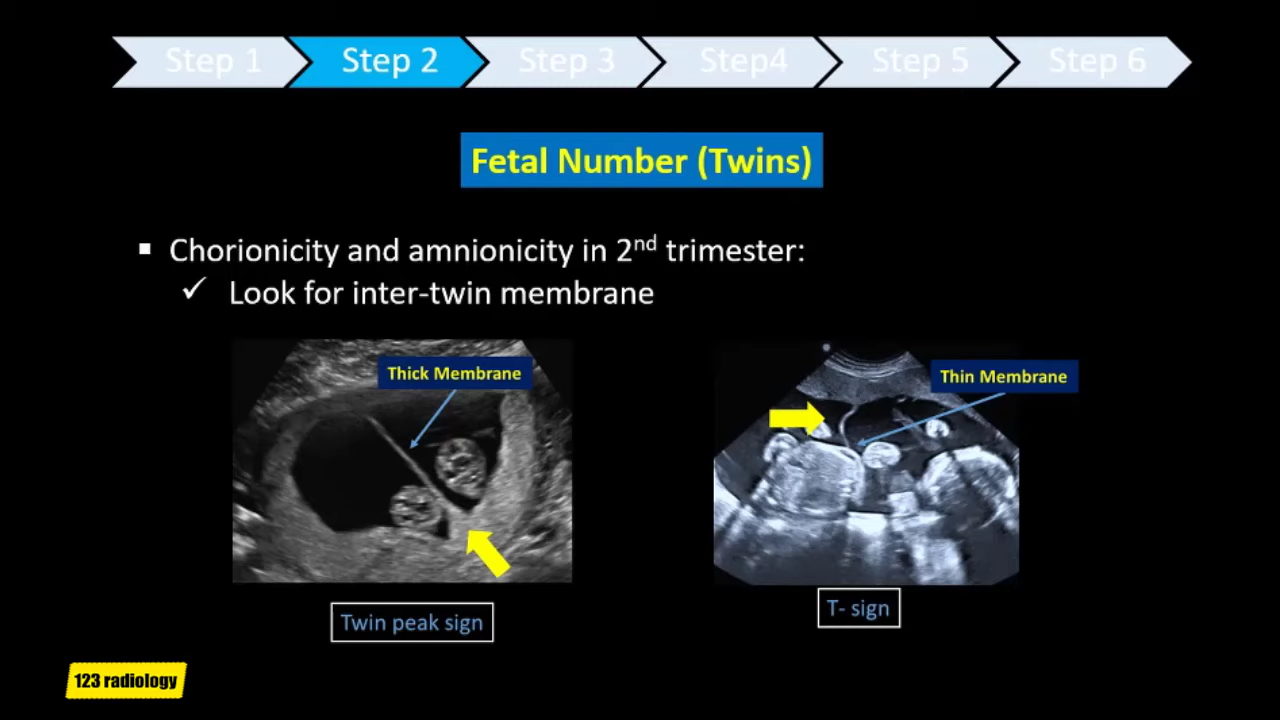 Step 1 Step 2 Step 3 Step4 Step 5 Step 6
Fetal Number (Twins)
▪ Chorionicity and amnionicity in 2nd trimester:
✓ Look for inter-twin membrane
Thick Membrane
Thin Membrane
Twin peak sign
T- sign
123 radiology